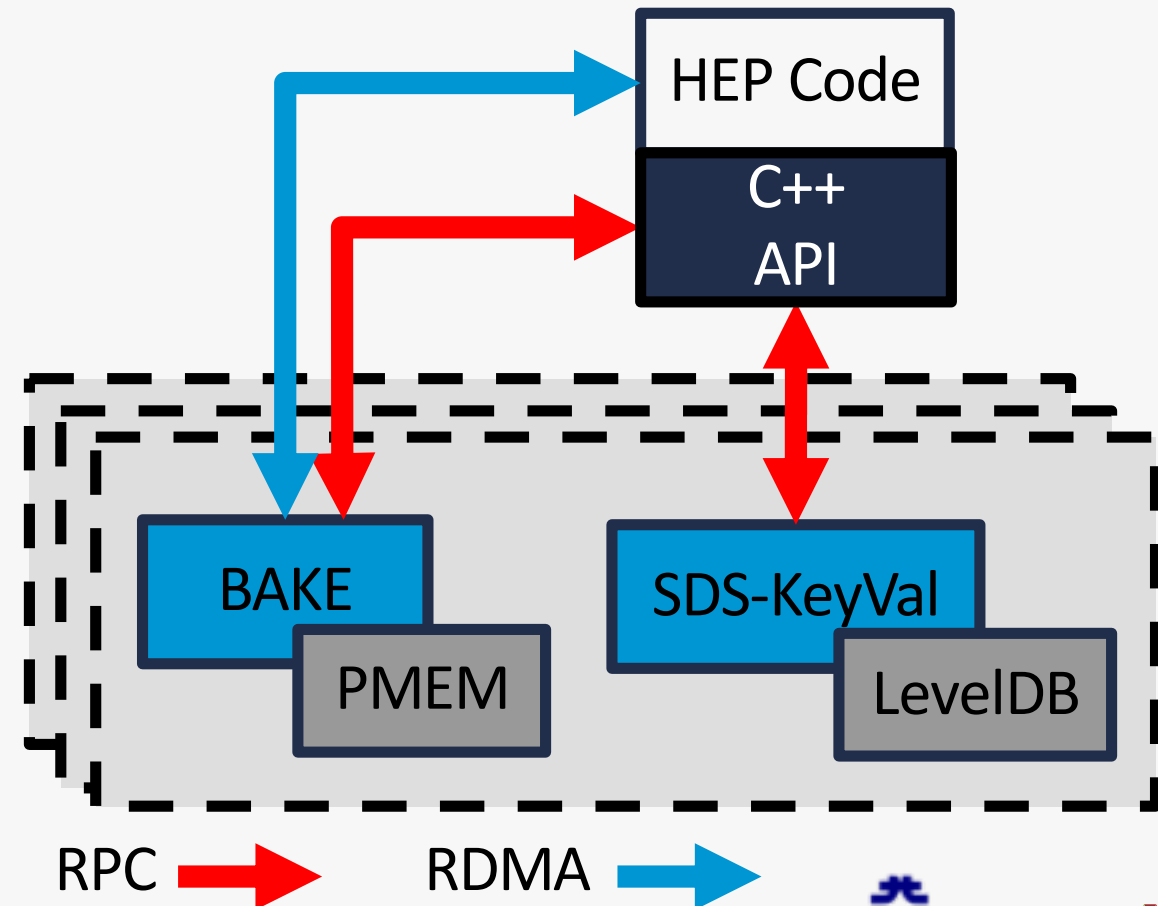 HEP Code
C++
API
BAKE
SDS-KeyVal
PMEM
LevelDB
RPC
RDMA